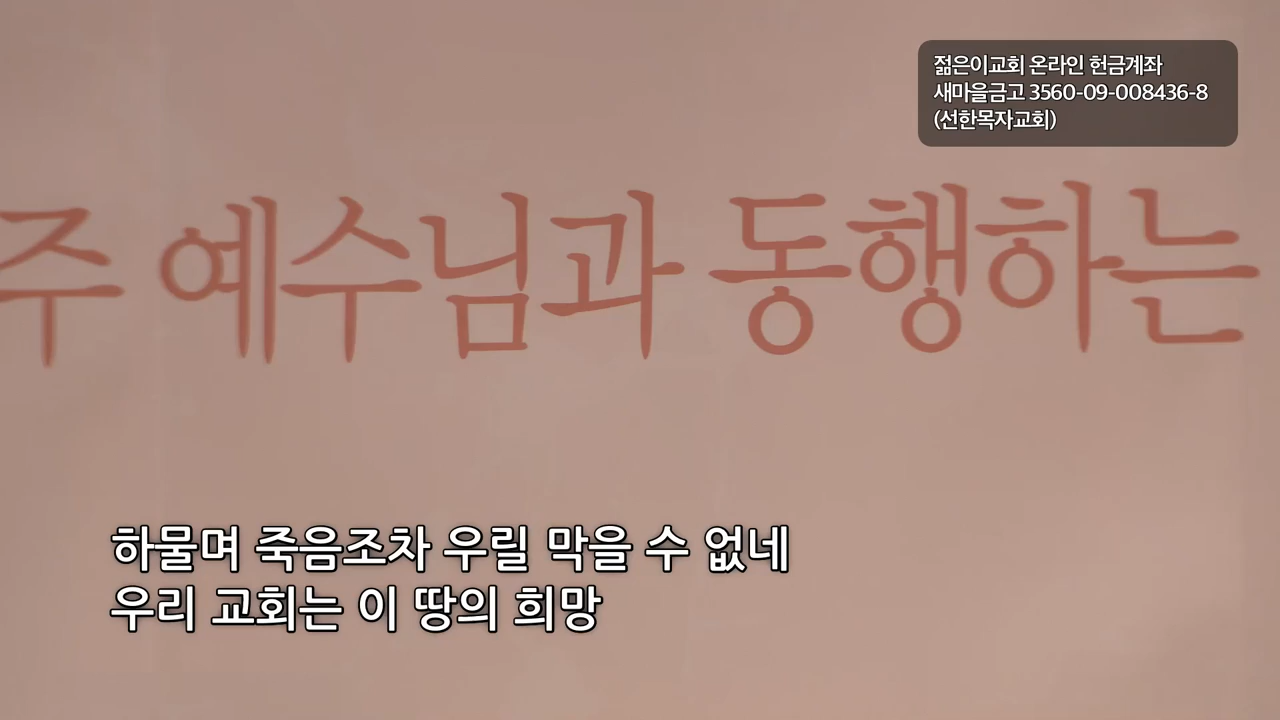 젊은이교회 온라인 헌금계좌
새마을금고 3560-09-008436-8
(선한목자교회)
주 예수님과 동행하는
하물며 죽음조차 우릴 막을 수 없네
우리 교회는 이 땅의 희망